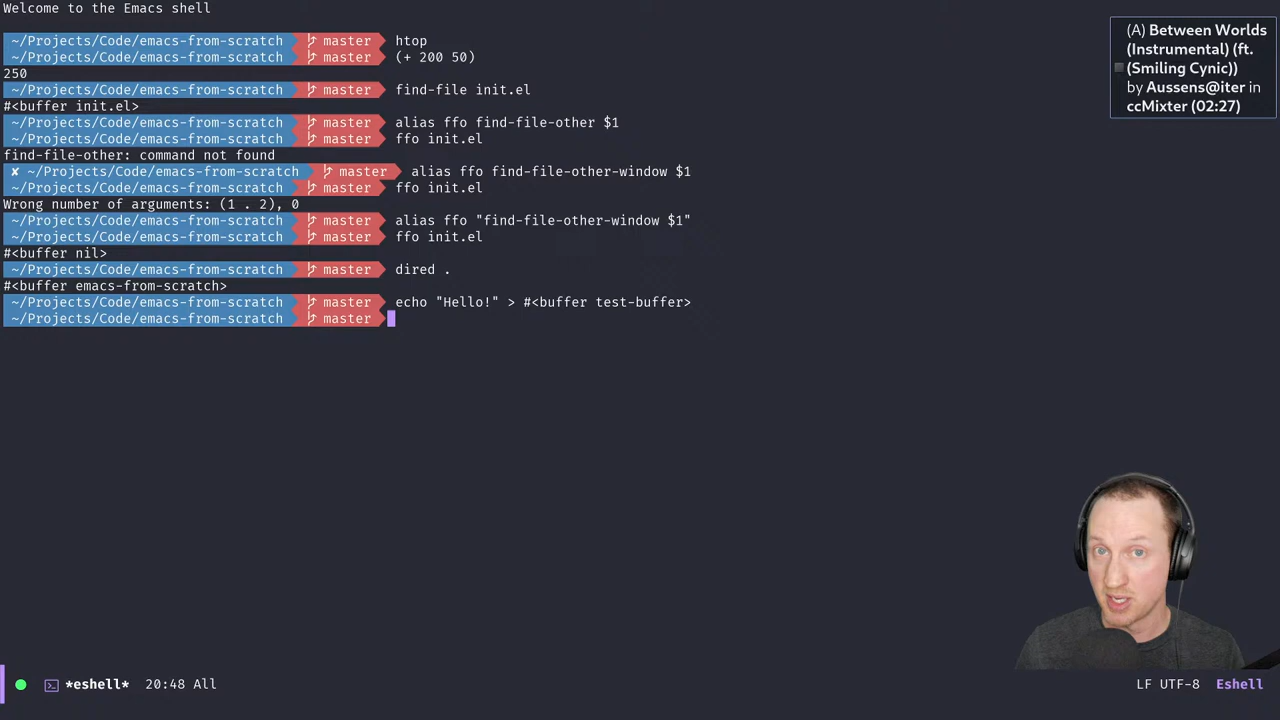 Welcome to the Emacs shell
~/Projects/Code/emacs-from-scratch master htop
~/Projects/Code/emacs-from-scratch master (+ 200 50)
250
~/Projects/Code/emacs-from-scratch master find-file init.el
#<buffer init.el>
~/Projects/Code/emacs-from-scratch master alias ffo find-file-other $1
~/Projects/Code/emacs-from-scratch master ffo init.el
find-file-other: command not found
✘ ~/Projects/Code/emacs-from-scratch master alias ffo find-file-other-window $1
~/Projects/Code/emacs-from-scratch master ffo init.el
Wrong number of arguments: (1 . 2), 0
~/Projects/Code/emacs-from-scratch master alias ffo "find-file-other-window $1"
~/Projects/Code/emacs-from-scratch master ffo init.el
#<buffer nil>
~/Projects/Code/emacs-from-scratch master dired .
#<buffer emacs-from-scratch>
~/Projects/Code/emacs-from-scratch master echo "Hello!" > #<buffer test-buffer>
~/Projects/Code/emacs-from-scratch master
(A) Between Worlds
(Instrumental) (ft.
(Smiling Cynic))
by Aussens@iter in
ccMixter (02:27)
*eshell* 20:48 All
LF UTF-8 Eshell